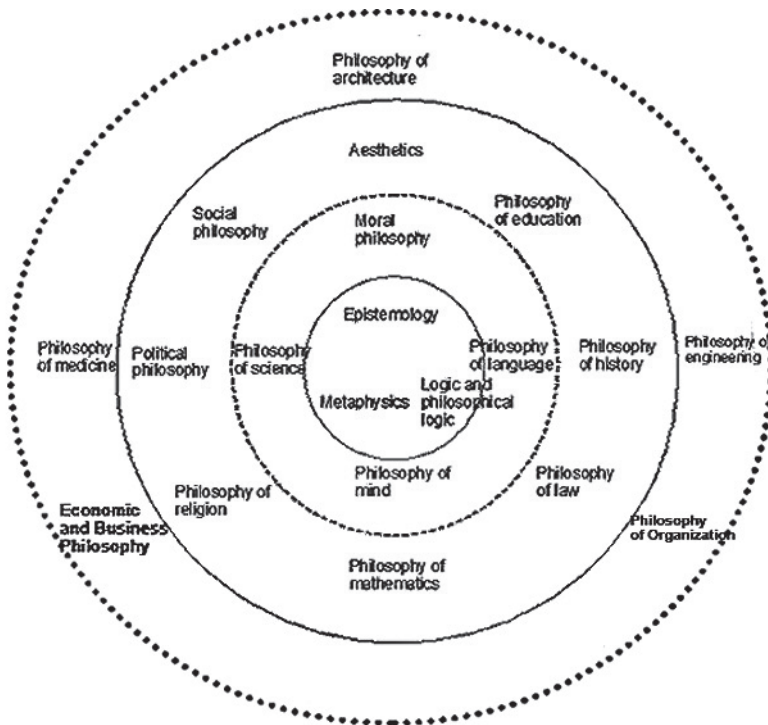 Philosophy of
architecture
Aesthetics
Social
philosophy
Moral
philosophy
Philosophy
of education
Epistemology
Philosophy
of medicine
Political
philosophy
Philosophy
of science
Philosophy
of language
Philosophy
of history
Philosophy of
engineering
Metaphysics
Logic and
philosophical
logic
Philosophy of
mind
Philosophy of
religion
Philosophy
of law
Economic
and Business
Philosophy
Philosophy
of Organization
Philosophy of
mathematics